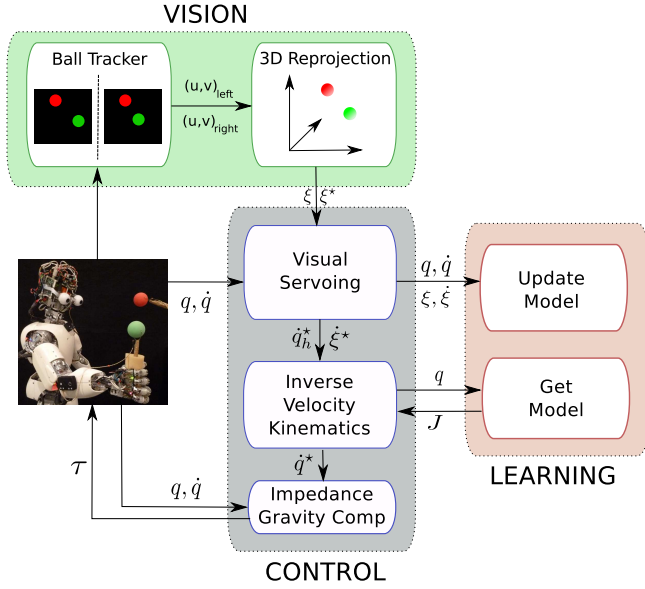 VISION
Ball Tracker
3D Reprojection
(u,v)left
(u,v)right
ξ ξ*
Visual
Servoing
q, q̇
q, q̇
ξ, ξ̇
Update
Model
q̇*h ξ̇*
Inverse
Velocity
Kinematics
q
J
Get
Model
q̇*
τ
q, q̇
Impedance
Gravity Comp
LEARNING
CONTROL